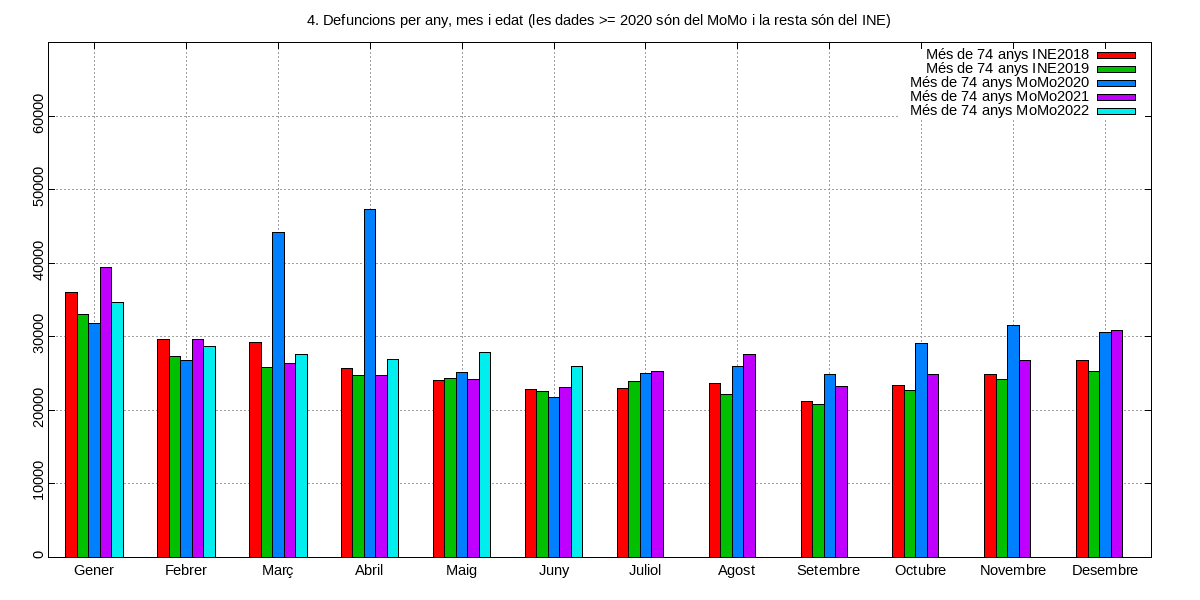 4. Defuncions per any, mes i edat (les dades >= 2020 són del MoMo i la resta són del INE)
Més de 74 anys INE2018
Més de 74 anys INE2019
Més de 74 anys MoMo2020
Més de 74 anys MoMo2021
Més de 74 anys MoMo2022
60000
50000
40000
30000
20000
10000
0
Gener Febrer Març Abril Maig Juny Juliol Agost Setembre Octubre Novembre Desembre